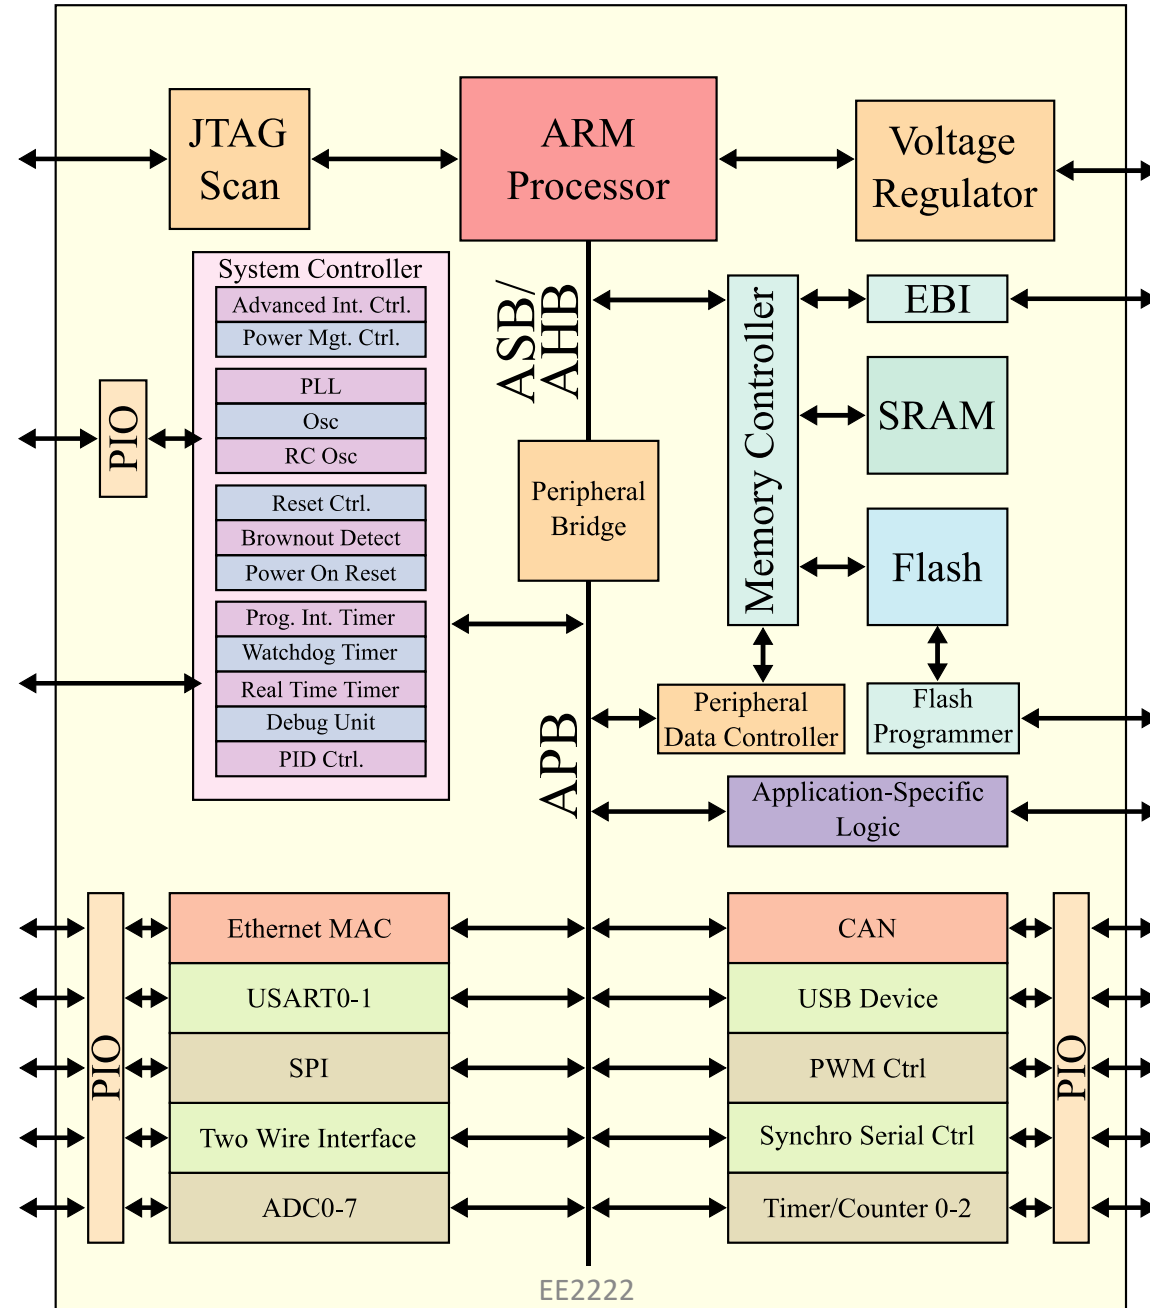 JTAG
Scan
ARM
Processor
Voltage
Regulator
System Controller
Advanced Int. Ctrl.
Power Mgt. Ctrl.
PLL
Osc
RC Osc
Reset Ctrl.
Brownout Detect
Power On Reset
Prog. Int. Timer
Watchdog Timer
Real Time Timer
Debug Unit
PID Ctrl.
PIO
ASB/
AHB
Peripheral
Bridge
APB
Memory Controller
EBI
SRAM
Flash
Peripheral
Data Controller
Flash
Programmer
Application-Specific
Logic
PIO
Ethernet MAC
USART0-1
SPI
Two Wire Interface
ADC0-7
CAN
USB Device
PWM Ctrl
Synchro Serial Ctrl
Timer/Counter 0-2
PIO
EE2222